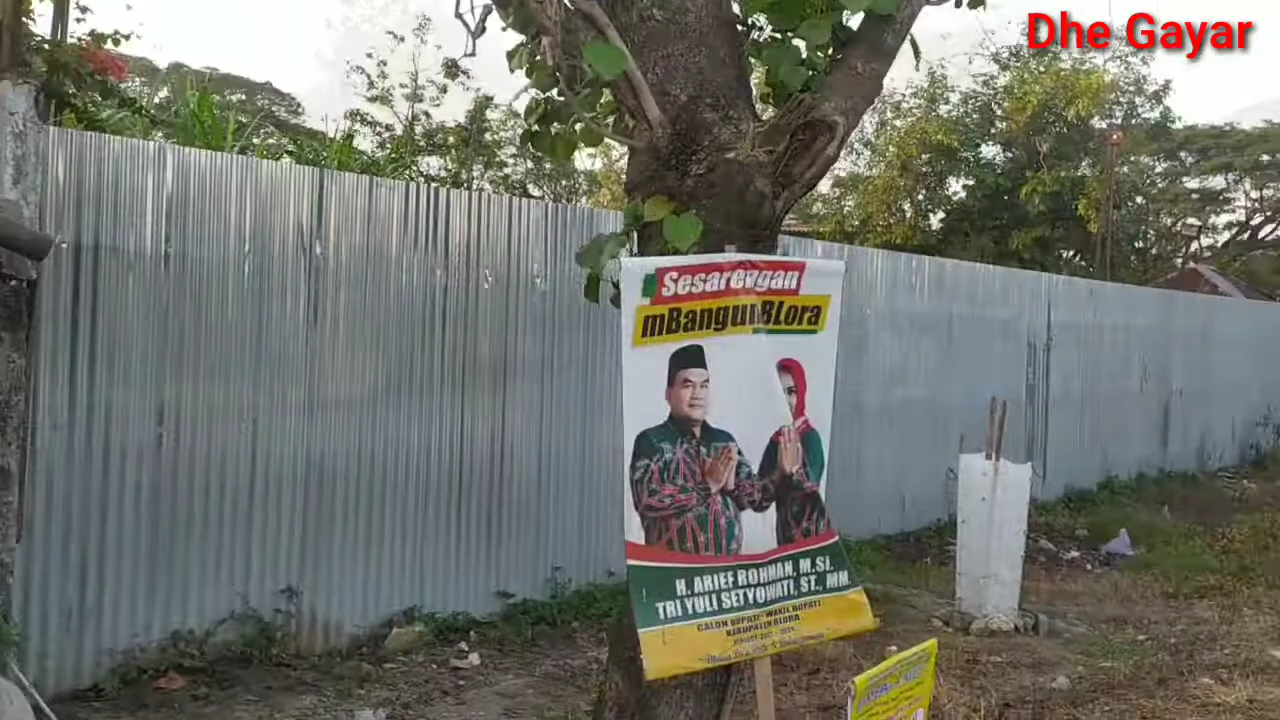 Dhe Gayar
Sesarengan
mBangun BLora
H. ARIEF ROHMAN, M.Si.
TRI YULI SETYOWATI, ST., MM.
CALON BUPATI - WAKIL BUPATI
KABUPATEN BLORA